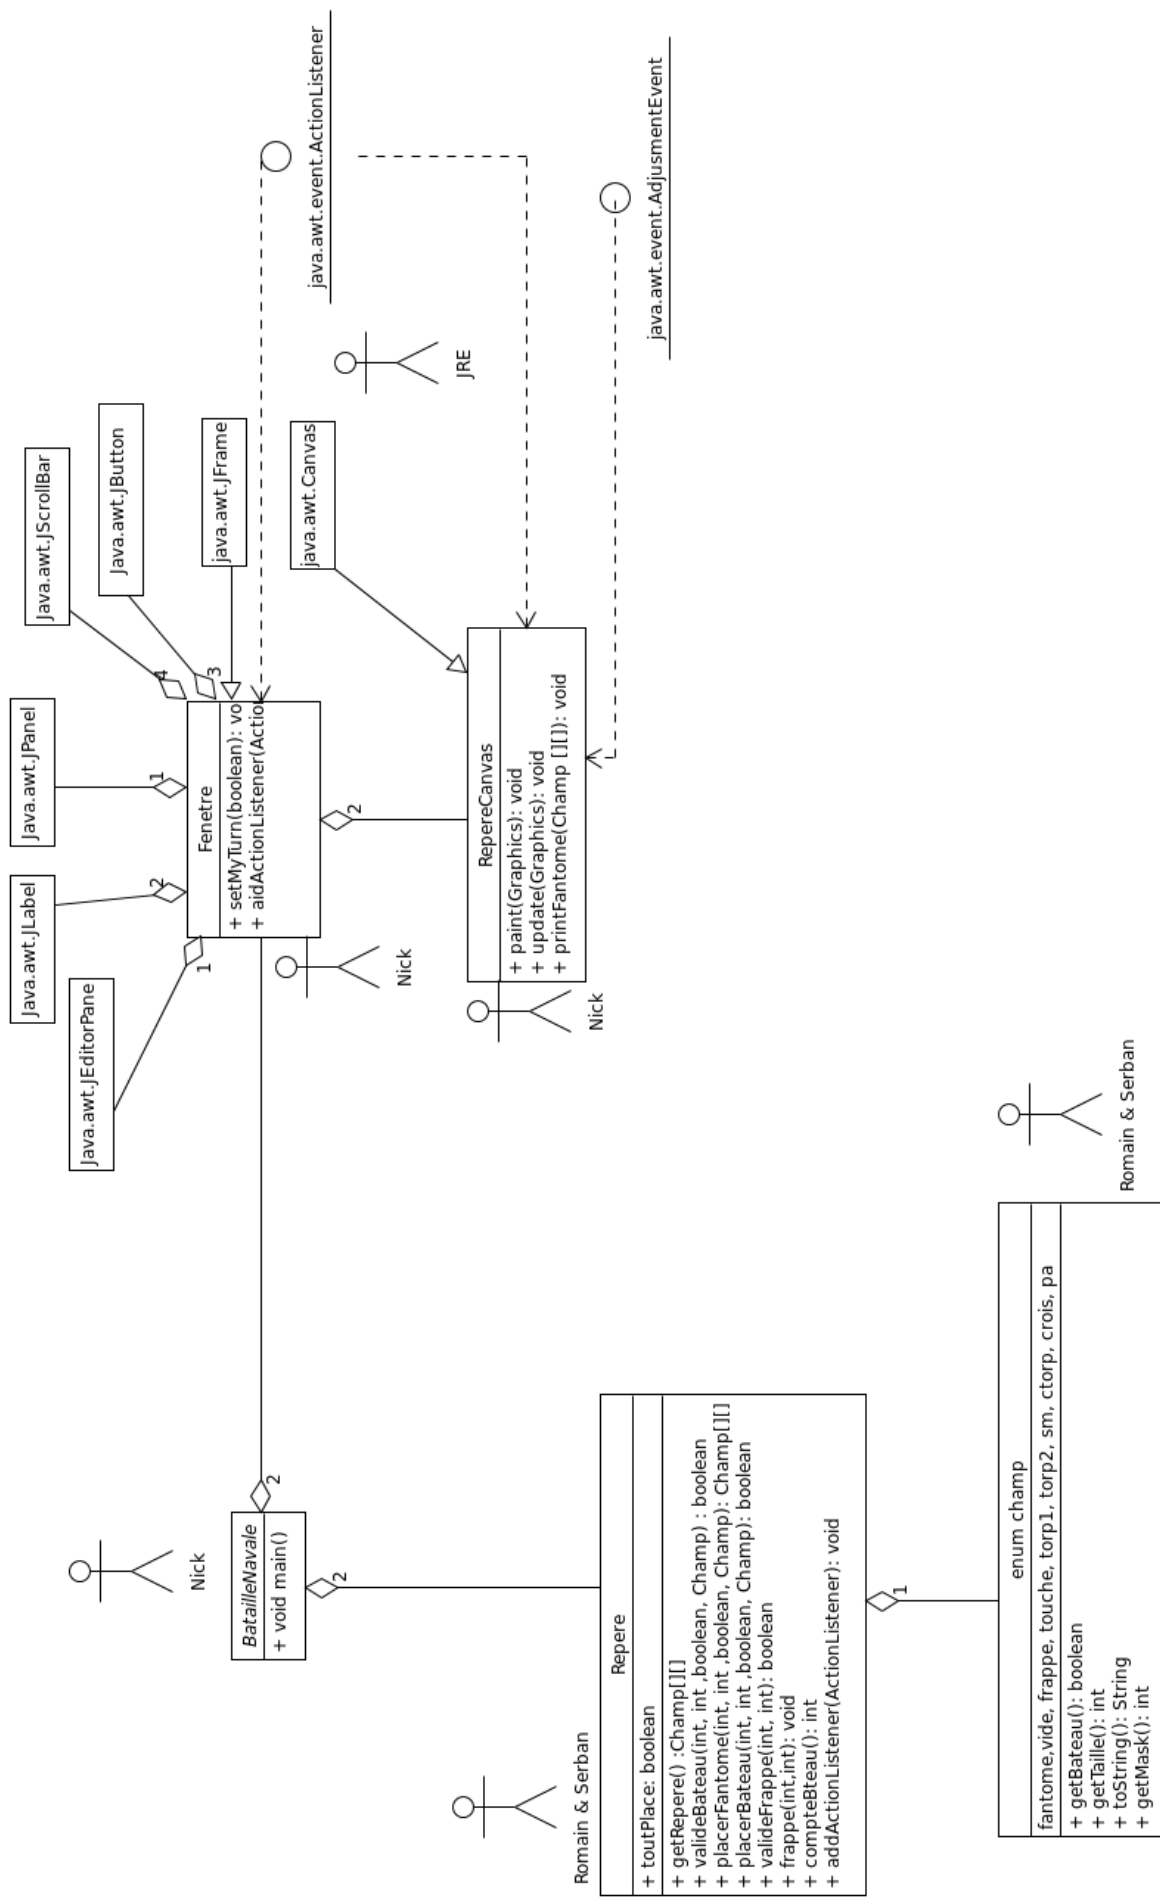 Nick
BatailleNavale
+ void main()
2
2
Romain & Serban
Repere
+ toutPlace: boolean
+ getRepere() :Champ[][]
+ valideBateau(int, int ,boolean, Champ) : boolean
+ placerFantome(int, int ,boolean, Champ): Champ[][]
+ placerBateau(int, int ,boolean, Champ): boolean
+ valideFrappe(int, int): boolean
+ frappe(int,int): void
+ compteBteau(): int
+ addActionListener(ActionListener): void
1
enum champ
fantome,vide, frappe, touche, torp1, torp2, sm, ctorp, crois, pa
+ getBateau(): boolean
+ getTaille(): int
+ toString(): String
+ getMask(): int
Romain & Serban
Java.awt.JEditorPane
Java.awt.JLabel
Java.awt.JPanel
Java.awt.JScrollBar
Java.awt.JButton
java.awt.JFrame
java.awt.Canvas
1
2
1
4
3
Fenetre
+ setMyTurn(boolean): vo
+ aidActionListener(Actio
2
Nick
RepereCanvas
+ paint(Graphics): void
+ update(Graphics): void
+ printFantome(Champ [][]): void
Nick
JRE
java.awt.event.ActionListener
java.awt.event.AdjusmentEvent